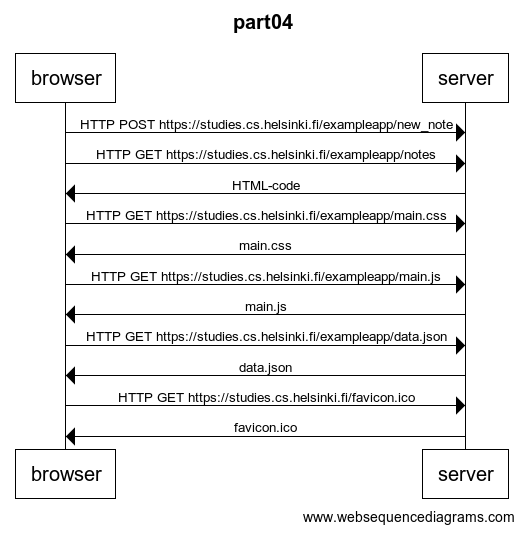 part04
browser server
HTTP POST https://studies.cs.helsinki.fi/exampleapp/new_note
HTTP GET https://studies.cs.helsinki.fi/exampleapp/notes
HTML-code
HTTP GET https://studies.cs.helsinki.fi/exampleapp/main.css
main.css
HTTP GET https://studies.cs.helsinki.fi/exampleapp/main.js
main.js
HTTP GET https://studies.cs.helsinki.fi/exampleapp/data.json
data.json
HTTP GET https://studies.cs.helsinki.fi/favicon.ico
favicon.ico
browser server
www.websequencediagrams.com